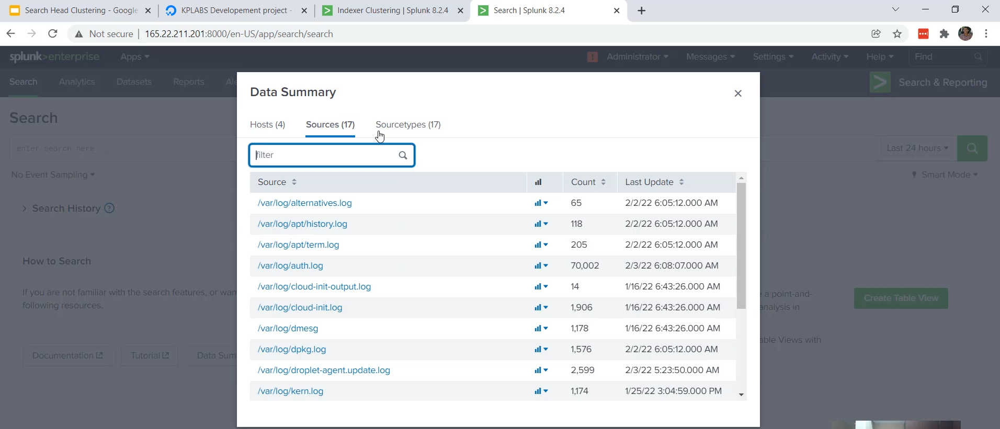 Search Head Clustering - Google
KPLABS Developement project -
Indexer Clustering | Splunk 8.2.4
Search | Splunk 8.2.4
Not secure
165.22.211.201:8000/en-US/app/search/search
splunk>enterprise
Apps
Administrator
Messages
Settings
Activity
Help
Find
Search
Analytics
Datasets
Reports
Ale
Search & Reporting
Search
enter search here...
Last 24 hours
No Event Sampling
Smart Mode
Search History
How to Search
If you are not familiar with the search features, or wan
following resources.
Documentation
Tutorial
Data Sum
Data Summary
Hosts (4)
Sources (17)
Sourcetypes (17)
filter
Source
Count
Last Update
/var/log/alternatives.log 65 2/2/22 6:05:12.000 AM
/var/log/apt/history.log 118 2/2/22 6:05:12.000 AM
/var/log/apt/term.log 205 2/2/22 6:05:12.000 AM
/var/log/auth.log 70,002 2/3/22 6:08:07.000 AM
/var/log/cloud-init-output.log 14 1/16/22 6:43:26.000 AM
/var/log/cloud-init.log 1,906 1/16/22 6:43:26.000 AM
/var/log/dmesg 1,178 1/16/22 6:43:26.000 AM
/var/log/dpkg.log 1,576 2/2/22 6:05:12.000 AM
/var/log/droplet-agent.update.log 2,599 2/3/22 5:23:50.000 AM
/var/log/kern.log 1,174 1/25/22 3:04:59.000 PM
a point-and-
analysis in
Create Table View
able Views with